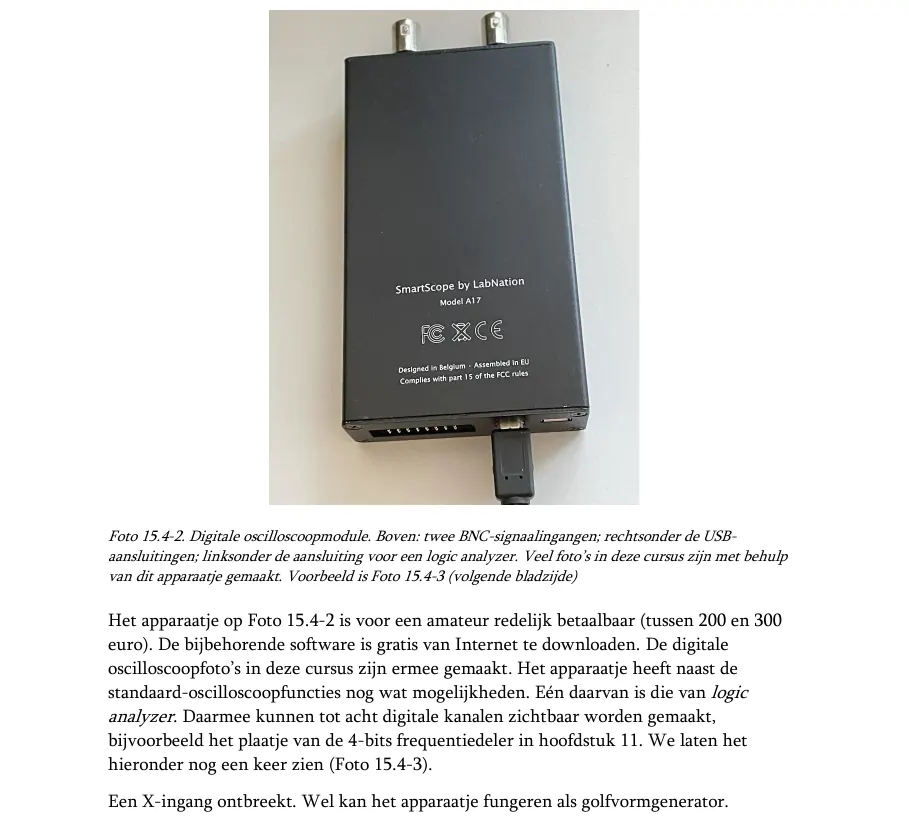 SmartScope by LabNation
Model A17
FC CE
Designed in Belgium - Assembled in EU
Complies with part 15 of the FCC rules
Foto 15.4-2. Digitale oscilloscoopmodule. Boven: twee BNC-signaalingangen; rechtsonder de USB-
aansluitingen; linksonder de aansluiting voor een logic analyzer. Veel foto's in deze cursus zijn met behulp
van dit apparaatje gemaakt. Voorbeeld is Foto 15.4-3 (volgende bladzijde)
Het apparaatje op Foto 15.4-2 is voor een amateur redelijk betaalbaar (tussen 200 en 300
euro). De bijbehorende software is gratis van Internet te downloaden. De digitale
oscilloscoopfoto's in deze cursus zijn ermee gemaakt. Het apparaatje heeft naast de
standaard-oscilloscoopfuncties nog wat mogelijkheden. Eén daarvan is die van logic
analyzer. Daarmee kunnen tot acht digitale kanalen zichtbaar worden gemaakt,
bijvoorbeeld het plaatje van de 4-bits frequentiedeler in hoofdstuk 11. We laten het
hieronder nog een keer zien (Foto 15.4-3).
Een X-ingang ontbreekt. Wel kan het apparaatje fungeren als golfvormgenerator.